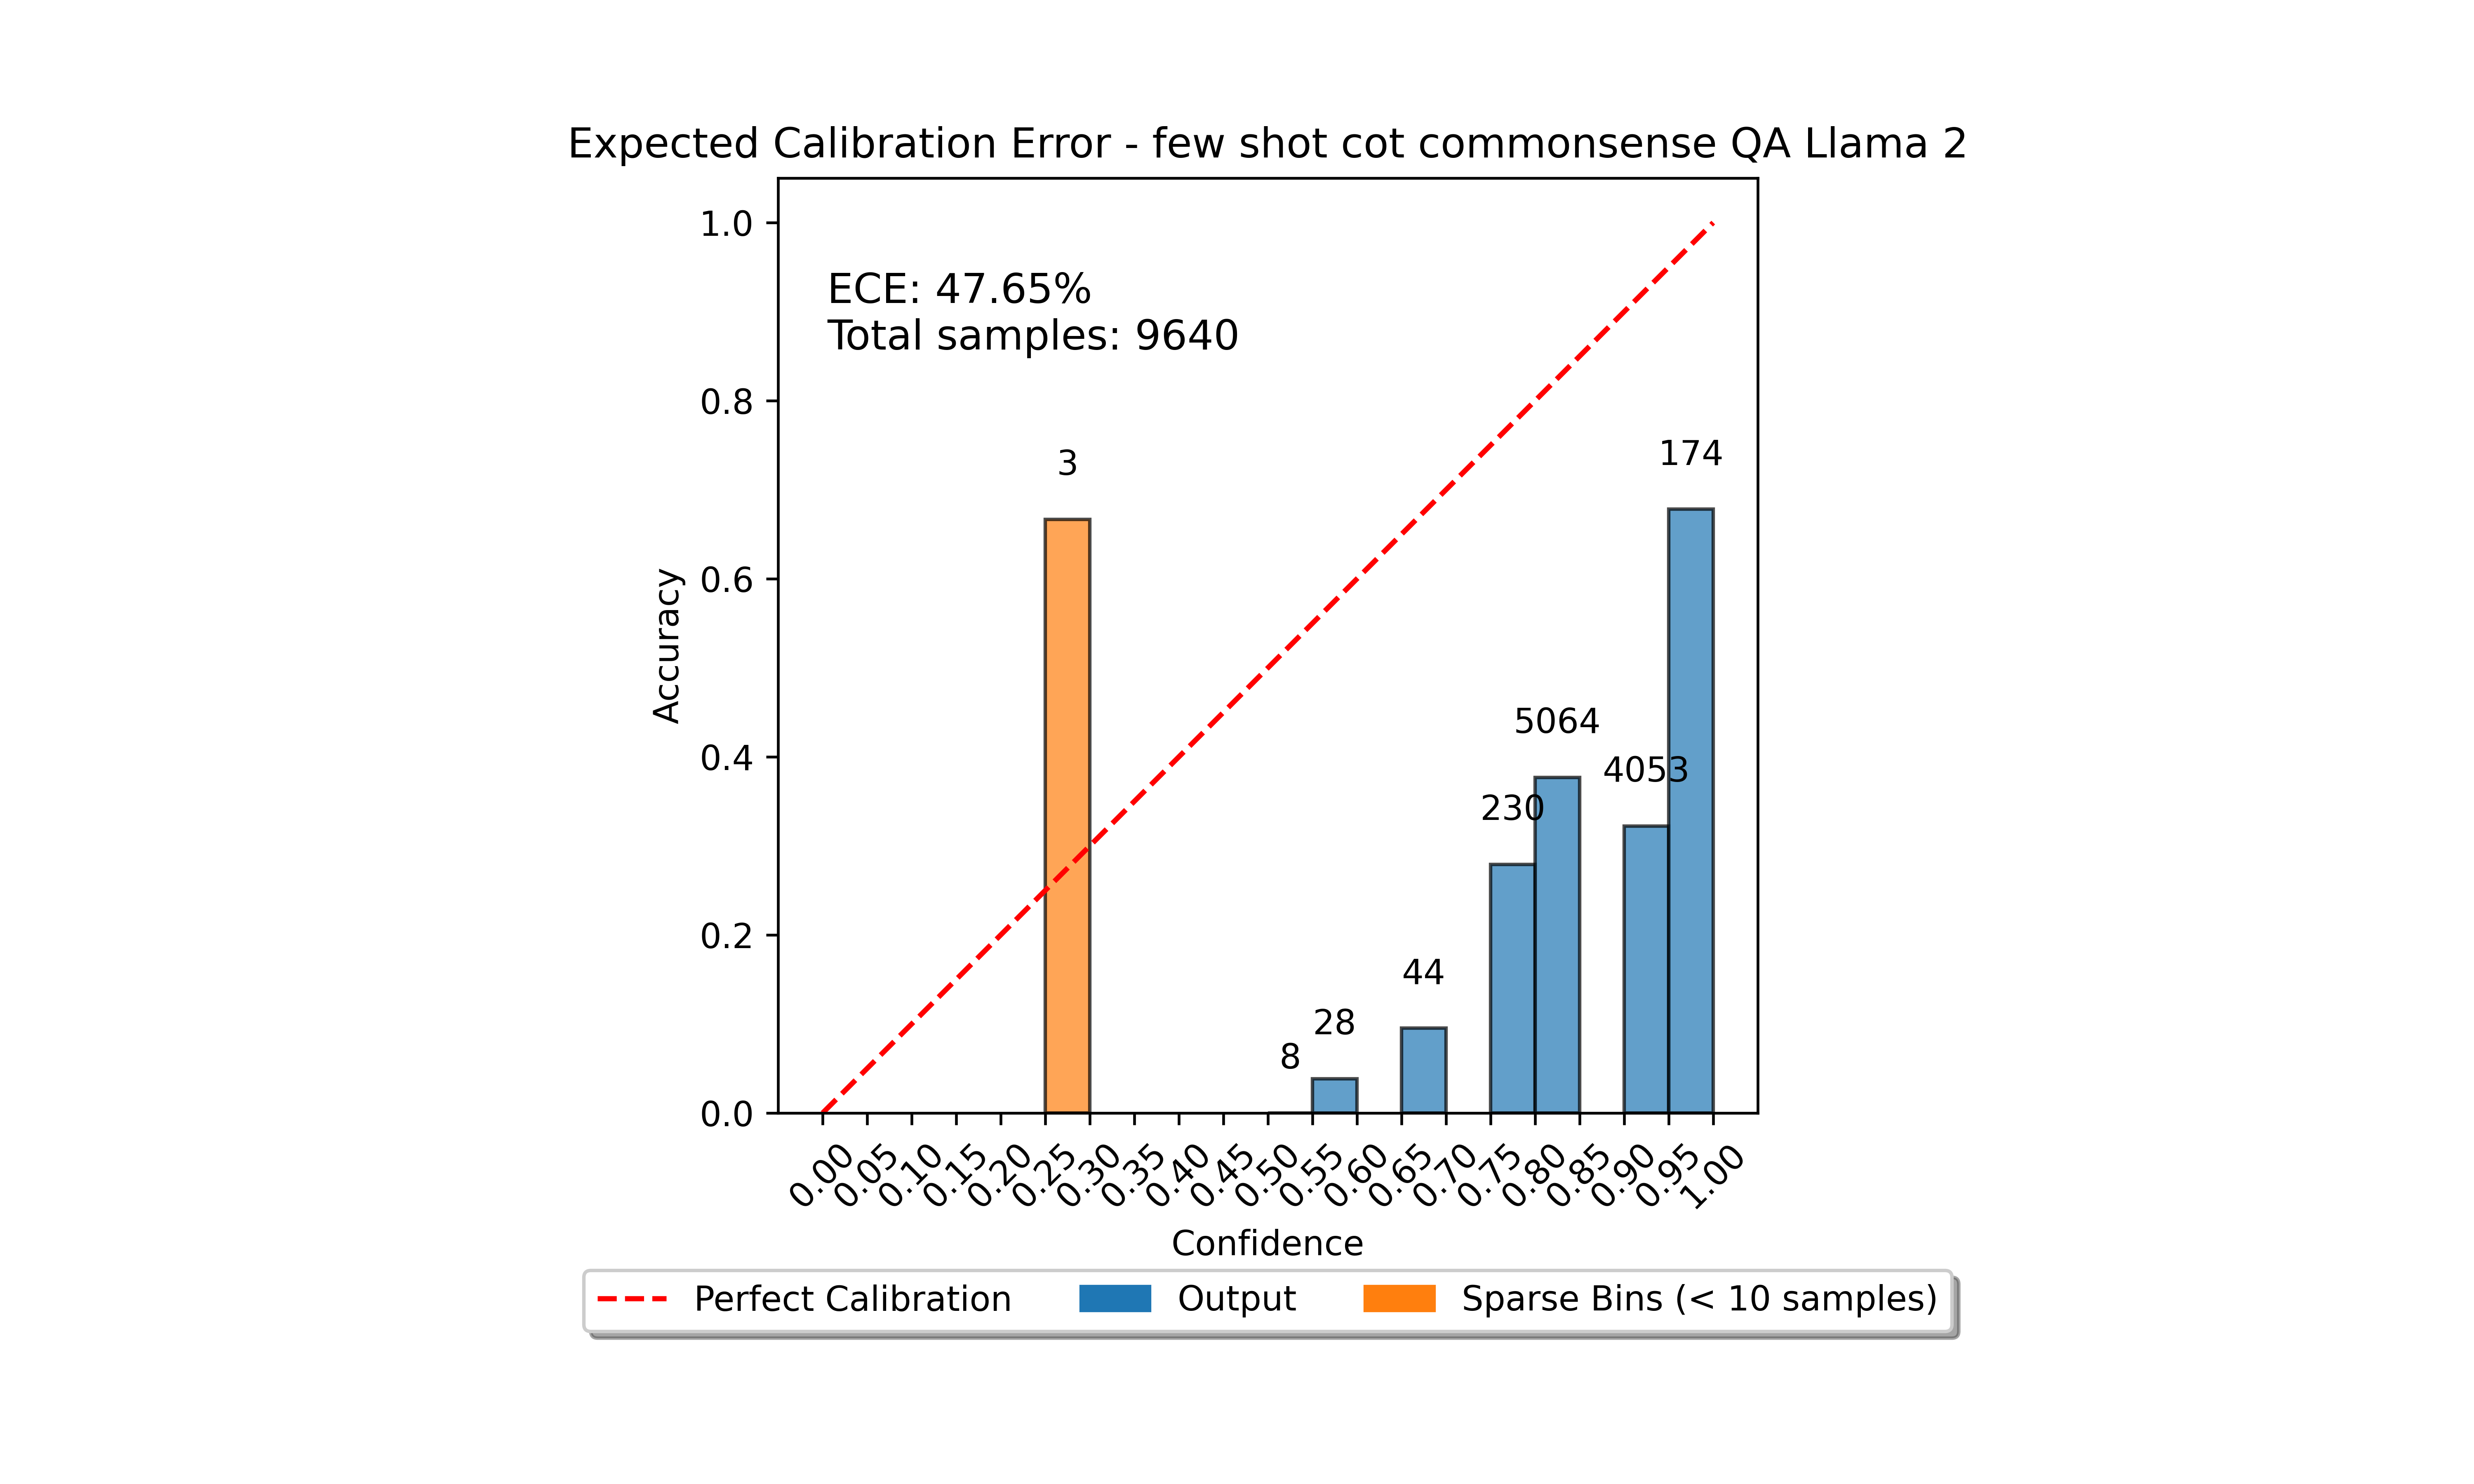 Expected Calibration Error - few shot cot commonsense QA Llama 2
1.0
ECE: 47.65%
Total samples: 9640
0.8
174
3
0.6
Accuracy
5064
0.4
4053
230
0.2
44
28
8
0.0
0.00 0.05 0.10 0.15 0.20 0.25 0.30 0.35 0.40 0.45 0.50 0.55 0.60 0.65 0.70 0.75 0.80 0.85 0.90 0.95 1.00
Confidence
Perfect Calibration Output Sparse Bins (< 10 samples)